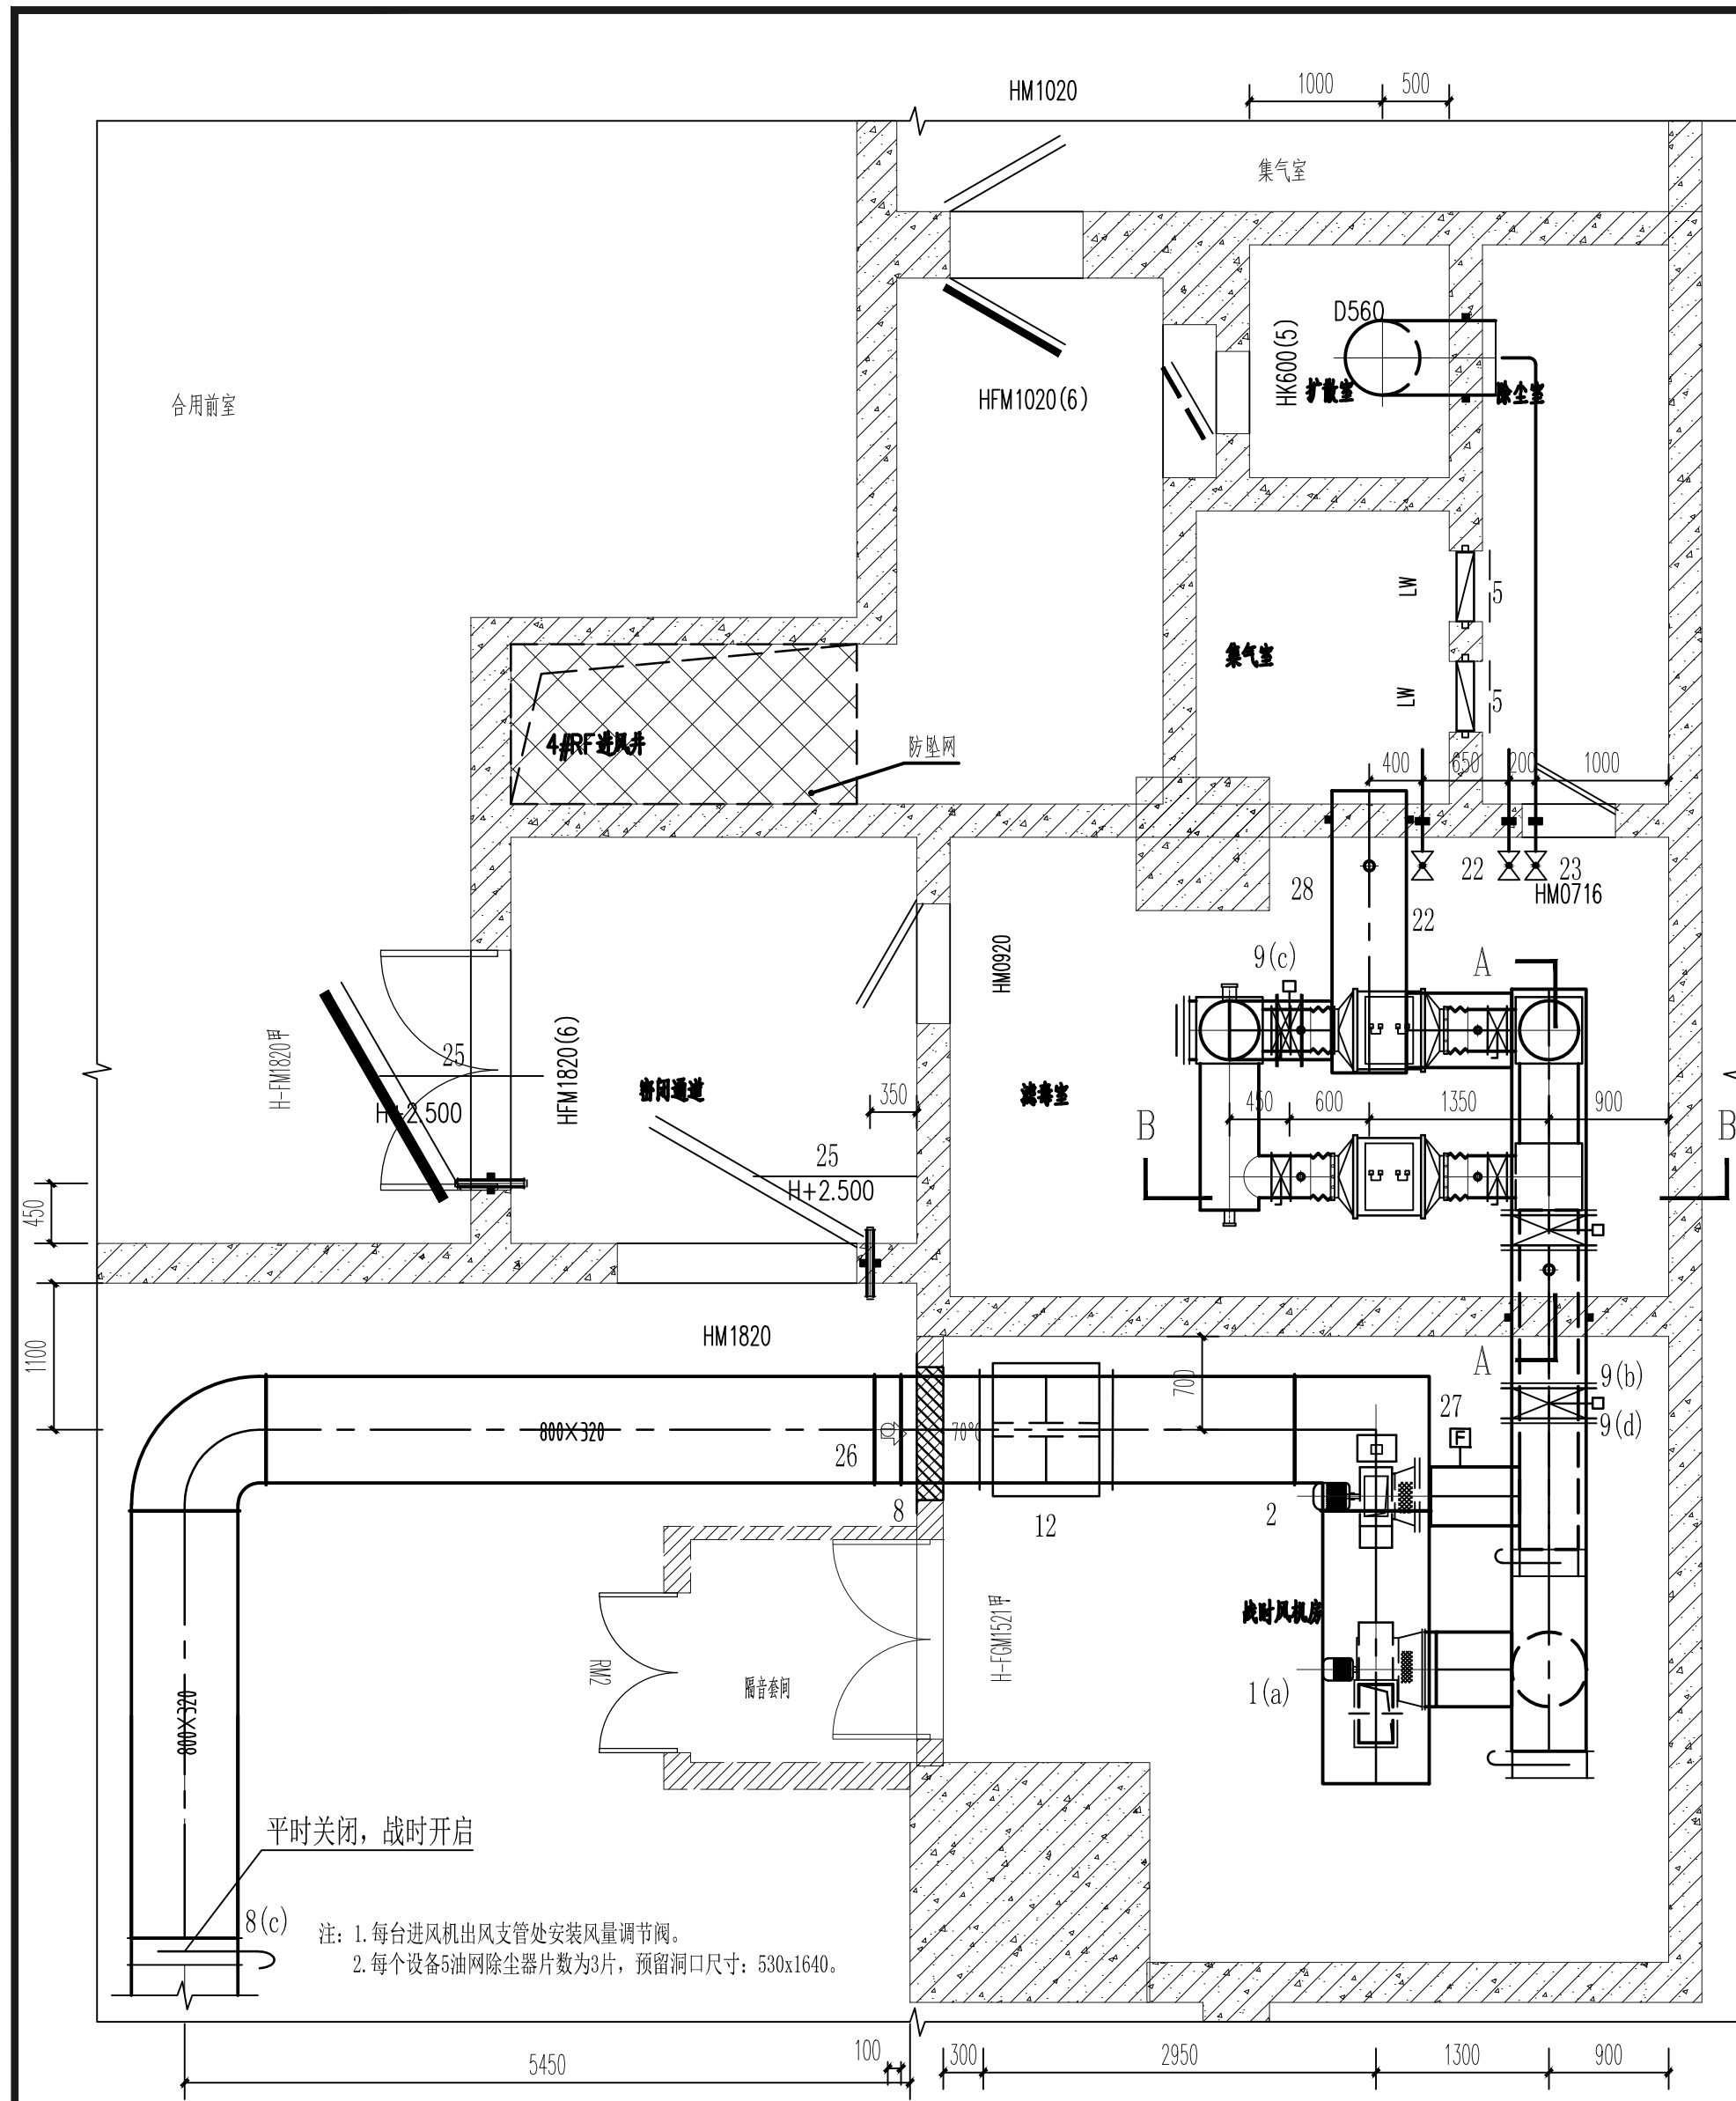 HM1020
1000
500
集气室
D560
HK600(5)
扩散室
除尘室
合用前室
HFM1020(6)
LW
5
集气室
LW
5
4#RF进风井
防坠网
400
650
200
1000
28
22
23
HM0716
22
9(c)
A
HM0920
H-FM1820甲
25
H+2.500
HFM1820(6)
密闭通道
350
滤毒室
450
600
1350
900
B
B
25
H+2.500
450
1100
HM1820
700
A
9(b)
9(d)
27
F
800×320
26
70℃
8
12
2
战时风机房
H-FGM1521甲
RM2
隔音套间
1(a)
800×320
平时关闭，战时开启
8(c)
注：1.每台进风机出风支管处安装风量调节阀。
2.每个设备5油网除尘器片数为3片，预留洞口尺寸：530x1640。
5450
100
300
2950
1300
900